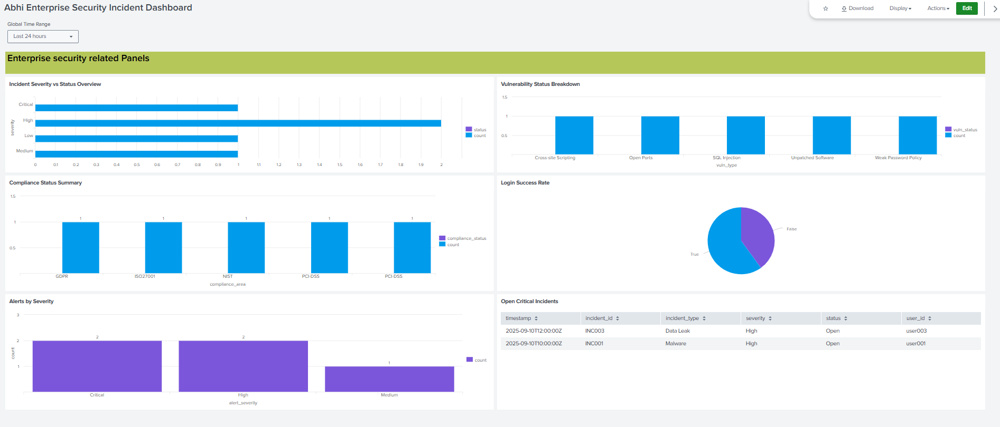 Abhi Enterprise Security Incident Dashboard
Download Display Actions Edit
Global Time Range
Last 24 hours
Enterprise security related Panels
Incident Severity vs Status Overview
severity
Critical
High
Low
Medium
0 0.1 0.2 0.3 0.4 0.5 0.6 0.7 0.8 0.9 1 1.1 1.2 1.3 1.4 1.5 1.6 1.7 1.8 1.9 2
status
count
Vulnerability Status Breakdown
1.5
1
0.5
Cross-site Scripting Open Ports SQL Injection Unpatched Software Weak Password Policy
vuln_type
vuln_status
count
Compliance Status Summary
1.5
1
0.5
1 1 1 1 1
GDPR ISO27001 NIST PCI-DSS PCI-DSS
compliance_area
compliance_status
count
Login Success Rate
False
True
Alerts by Severity
count
3
2
1
2 2 1
Critical High Medium
alert_severity
count
Open Critical Incidents
timestamp incident_id incident_type severity status user_id
2025-09-10T12:00:00Z INC003 Data Leak High Open user003
2025-09-10T10:00:00Z INC001 Malware High Open user001